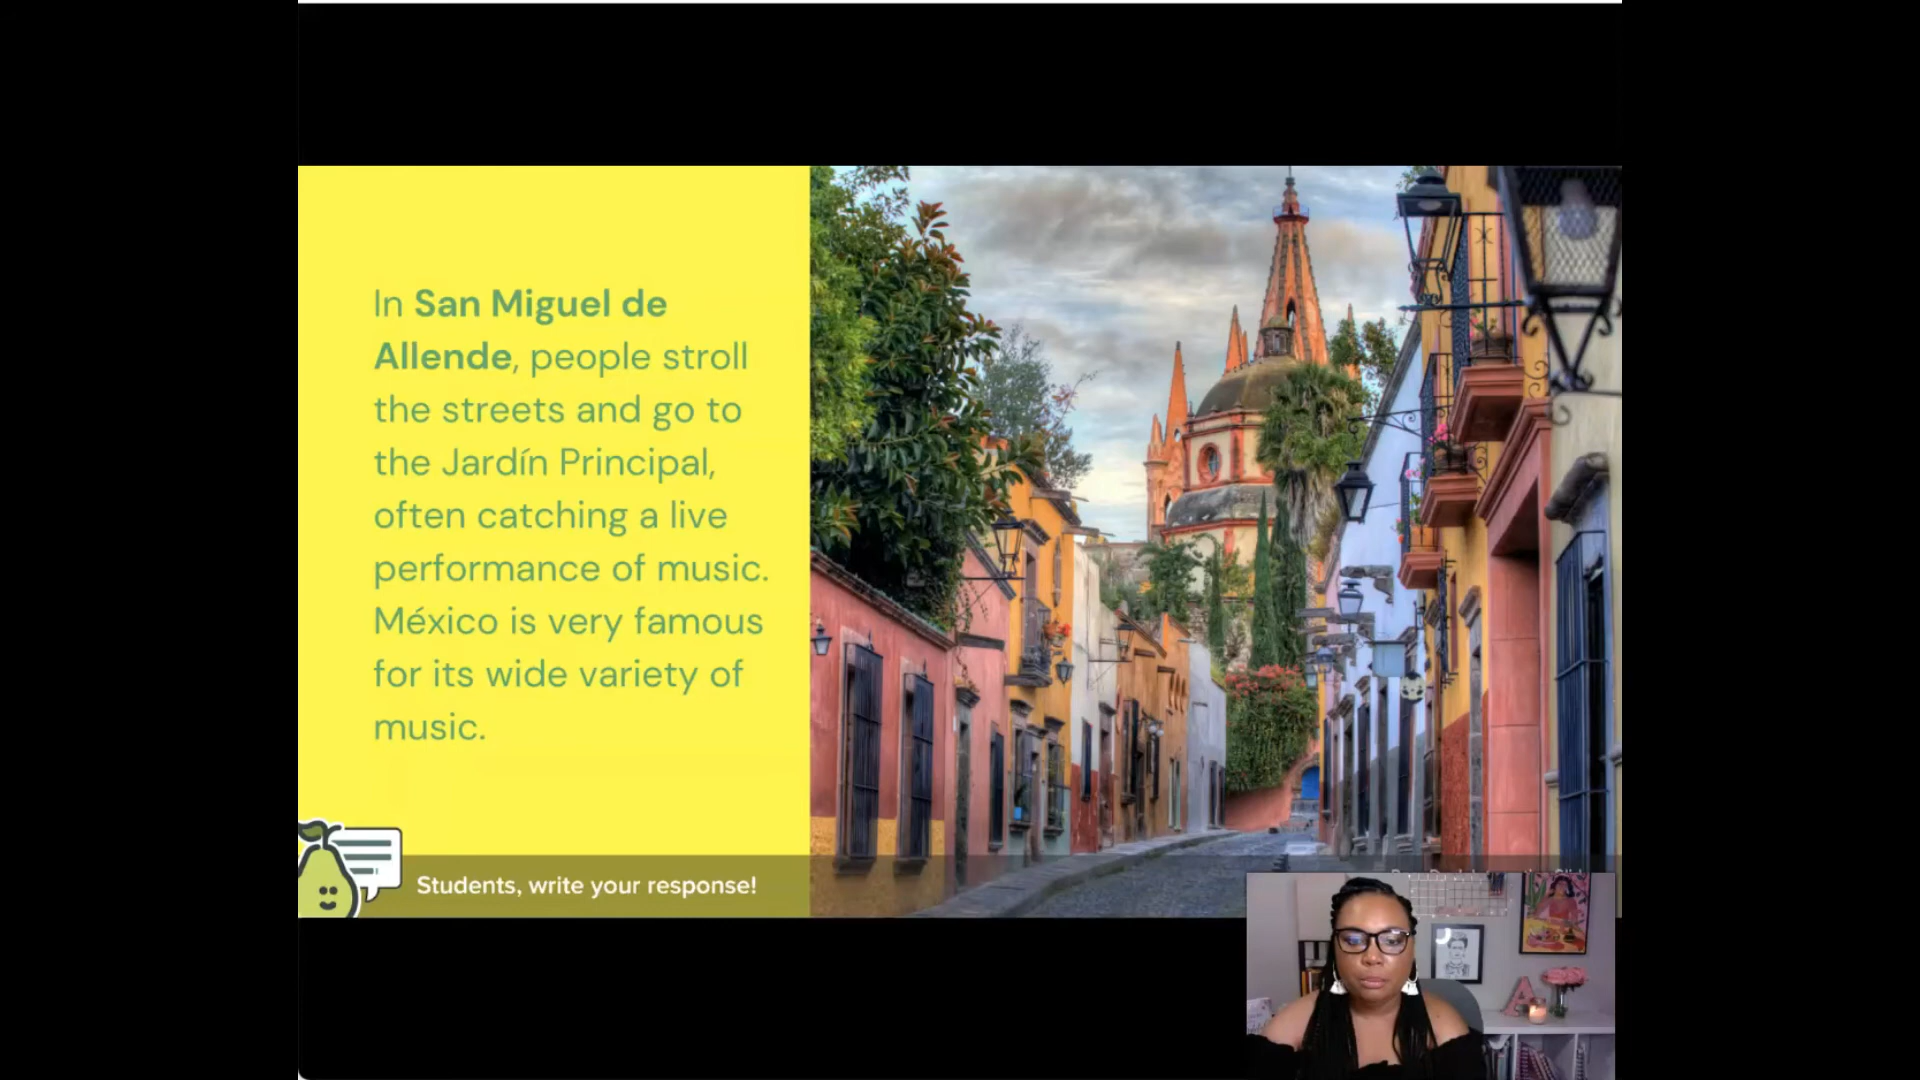 In San Miguel de
Allende, people stroll
the streets and go to
the Jardín Principal,
often catching a live
performance of music.
México is very famous
for its wide variety of
music.
Students, write your response!